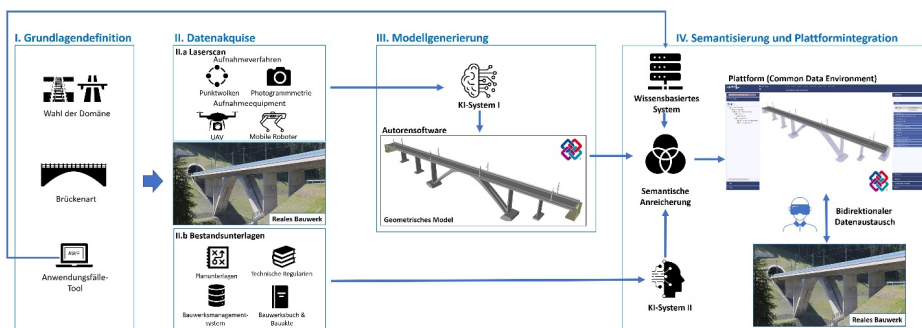 I. Grundlagendefinition
Wahl der Domäne
Brückenart
AWF
Anwendungsfälle-
Tool
II. Datenakquise
II.a Laserscan
Aufnahmeverfahren
Punktwolken
Photogrammmetrie
Aufnahmeequipment
UAV
Mobile Roboter
Reales Bauwerk
II.b Bestandsunterlagen
Planunterlagen
Technische Regularien
Bauwerksmanagement-
system
Bauwerksbuch &
Bauakte
III. Modellgenerierung
KI-System I
Autorensoftware
Geometrisches Model
IV. Semantisierung und Plattformintegration
Wissensbasiertes
System
Semantische
Anreicherung
KI-System II
Plattform (Common Data Environment)
Bidirektionaler
Datenaustausch
Reales Bauwerk